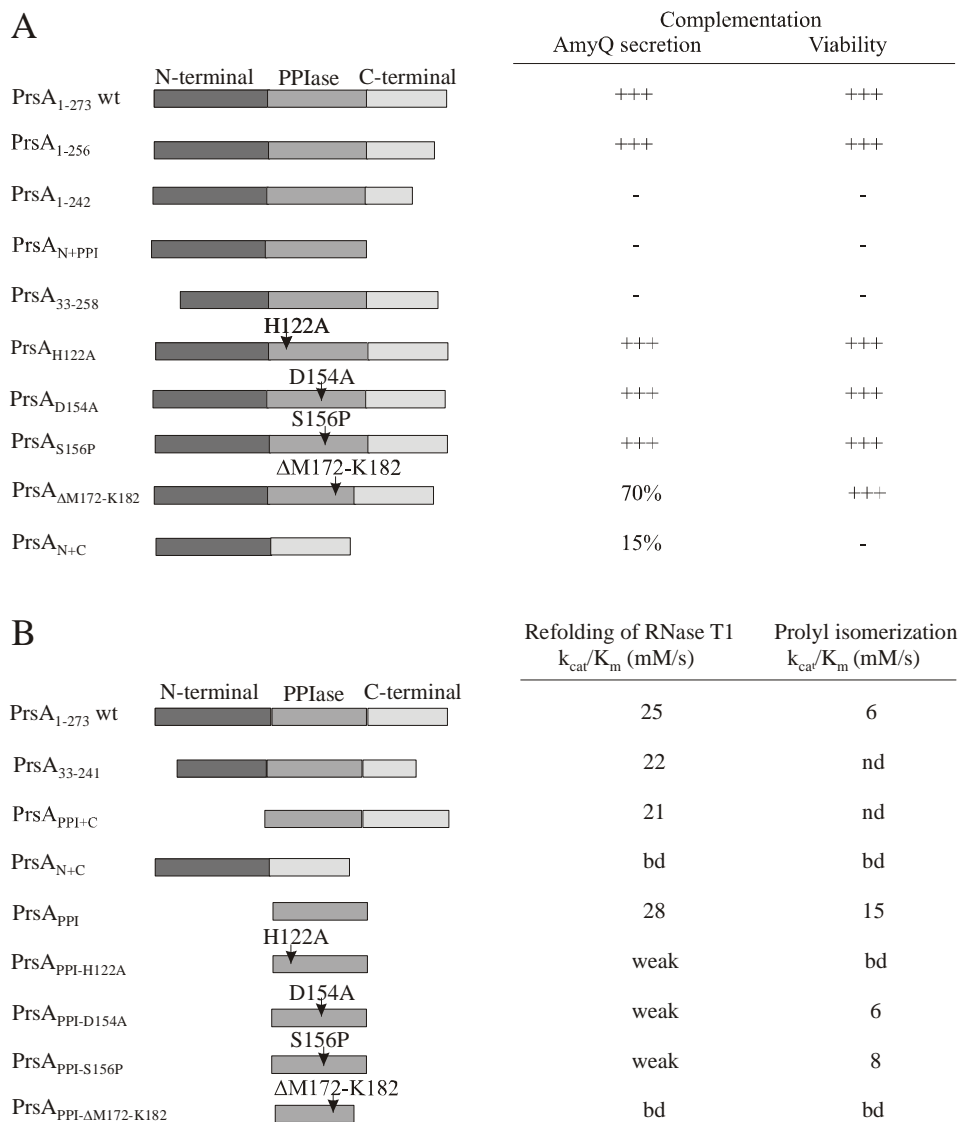 A
Complementation
AmyQ secretion Viability
N-terminal PPIase C-terminal
PrsA1-273 wt +++ +++
PrsA1-256 +++ +++
PrsA1-242 - -
PrsAN+PPI - -
PrsA33-258 - -
H122A
PrsAH122A +++ +++
D154A
PrsAD154A +++ +++
S156P
PrsAS156P +++ +++
ΔM172-K182
PrsAΔM172-K182 70% +++
PrsAN+C 15% -
B
Refolding of RNase T1 Prolyl isomerization
kcat/Km (mM/s) kcat/Km (mM/s)
N-terminal PPIase C-terminal
PrsA1-273 wt 25 6
PrsA33-241 22 nd
PrsAPPI+C 21 nd
PrsAN+C bd bd
PrsAPPI 28 15
H122A
PrsAPPI-H122A weak bd
D154A
PrsAPPI-D154A weak 6
S156P
PrsAPPI-S156P weak 8
ΔM172-K182
PrsAPPI-ΔM172-K182 bd bd